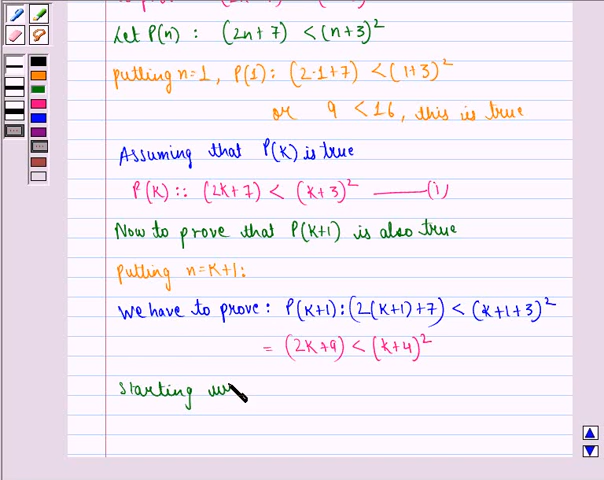 Let P(n) : (2n+7) < (n+3)²
putting n=1, P(1): (2·1+7) < (1+3)²
or 9 < 16, this is true
Assuming that P(k) is true
P(k) :: (2k+7) < (k+3)² ——(i)
Now to prove that P(k+1) is also true
putting n=k+1:
We have to prove: P(k+1):(2(k+1)+7) < (k+1+3)²
= (2k+9) < (k+4)²
Starting